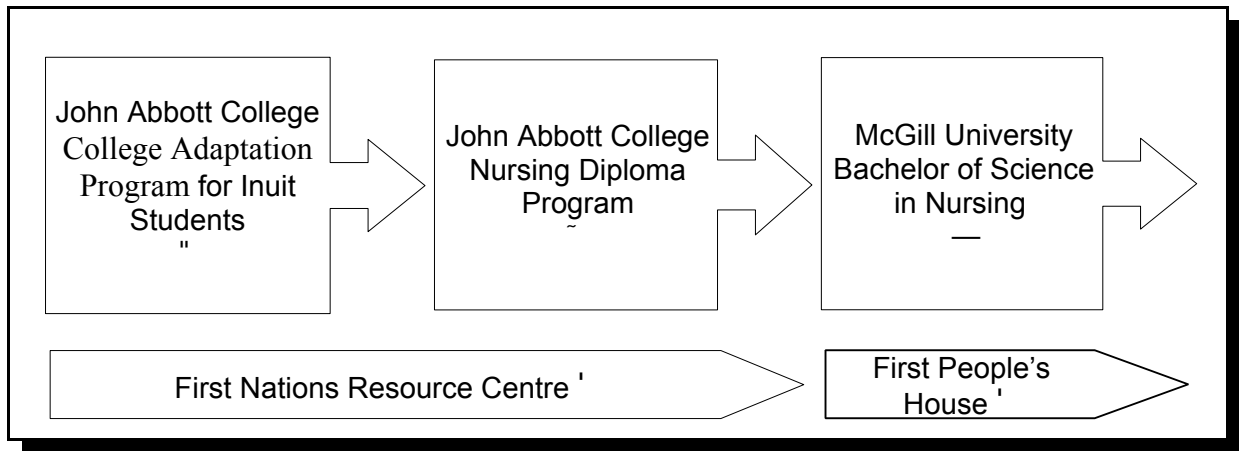 John Abbott College
College Adaptation
Program for Inuit
Students
"
John Abbott College
Nursing Diploma
Program
~
McGill University
Bachelor of Science
in Nursing
—
First Nations Resource Centre '
First People’s
House '